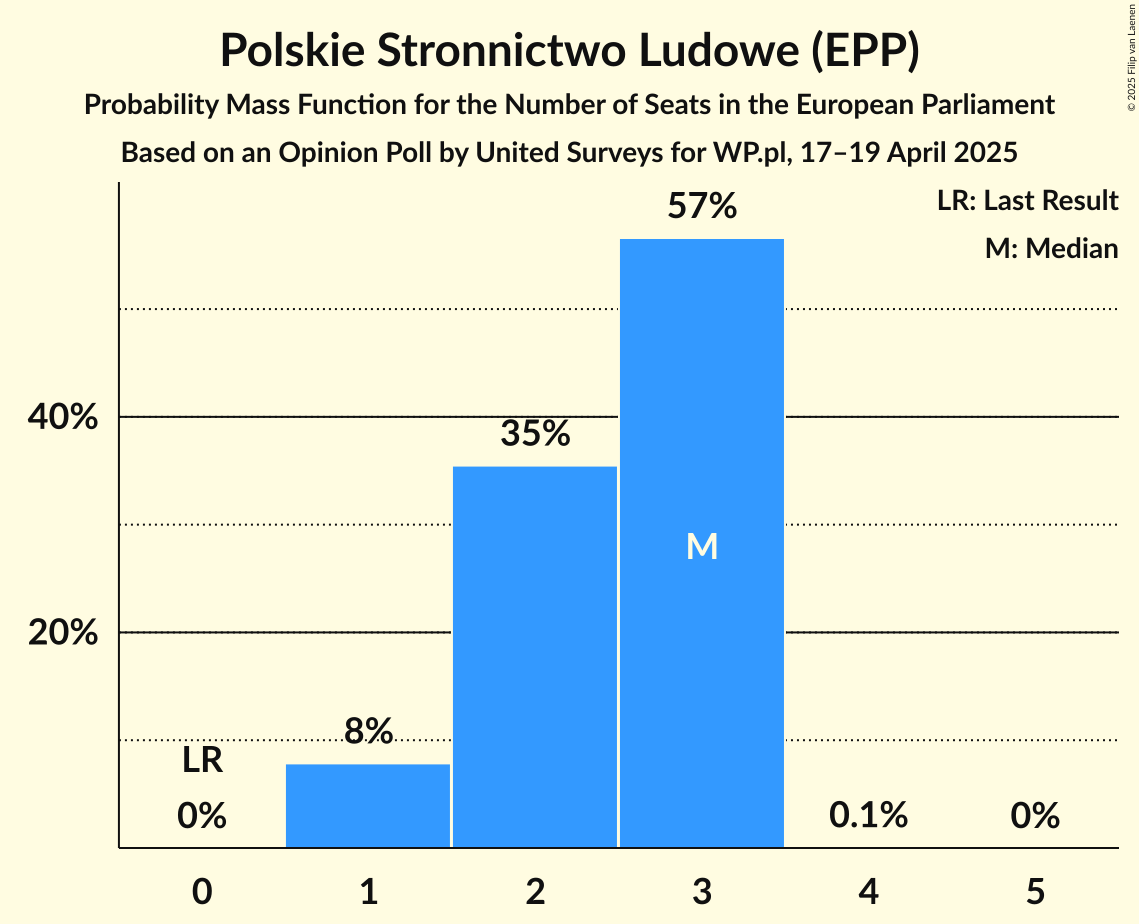 Polskie Stronnictwo Ludowe (EPP)
Probability Mass Function for the Number of Seats in the European Parliament
Based on an Opinion Poll by United Surveys for WP.pl, 17–19 April 2025
© 2025 Filip van Laenen
LR: Last Result
M: Median
57%
40%
35%
M
20%
8%
LR
0%
0.1%
0%
0 1 2 3 4 5